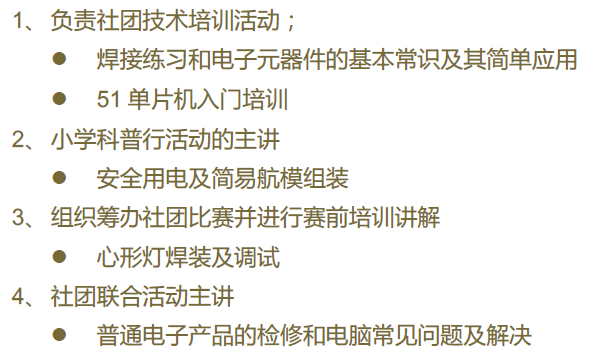 1、 负责社团技术培训活动；
● 焊接练习和电子元器件的基本常识及其简单应用
● 51 单片机入门培训
2、 小学科普行活动的主讲
● 安全用电及简易航模组装
3、 组织筹办社团比赛并进行赛前培训讲解
● 心形灯焊装及调试
4、 社团联合活动主讲
● 普通电子产品的检修和电脑常见问题及解决